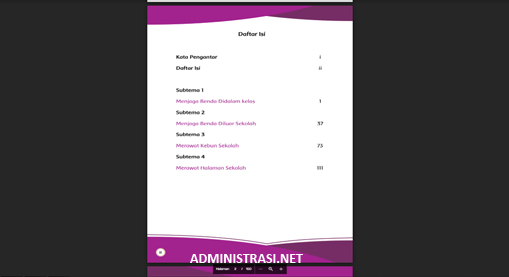 Daftar Isi
Kata Pengantar i
Daftar Isi ii
Subtema 1
Menjaga Benda Didalam kelas 1
Subtema 2
Menjaga Benda Diluar Sekolah 37
Subtema 3
Merawat Kebun Sekolah 73
Subtema 4
Merawat Halaman Sekolah 111
ii
ADMINISTRASI.NET
Halaman 3 / 150